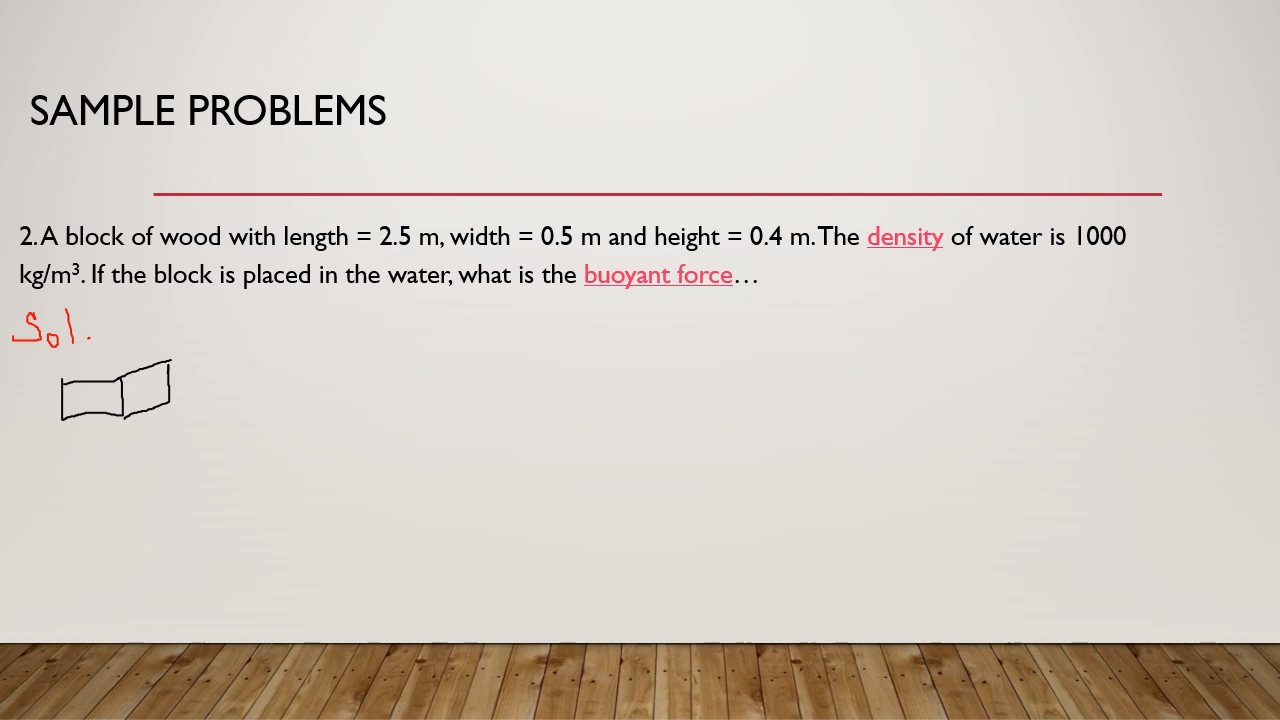 SAMPLE PROBLEMS
2. A block of wood with length = 2.5 m, width = 0.5 m and height = 0.4 m. The density of water is 1000
kg/m³. If the block is placed in the water, what is the buoyant force…
Sol.